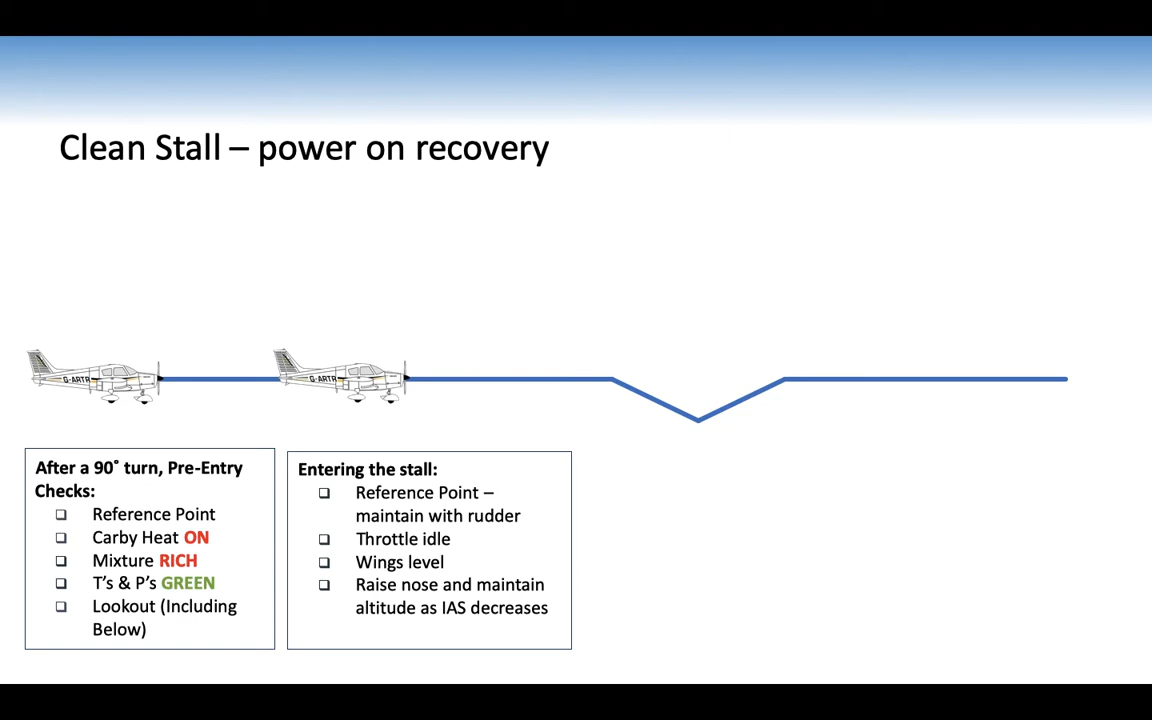 Clean Stall – power on recovery
G-ARTR
G-ARTR
After a 90˚ turn, Pre-Entry
Checks:
❑ Reference Point
❑ Carby Heat ON
❑ Mixture RICH
❑ T’s & P’s GREEN
❑ Lookout (Including
Below)
Entering the stall:
❑ Reference Point –
maintain with rudder
❑ Throttle idle
❑ Wings level
❑ Raise nose and maintain
altitude as IAS decreases